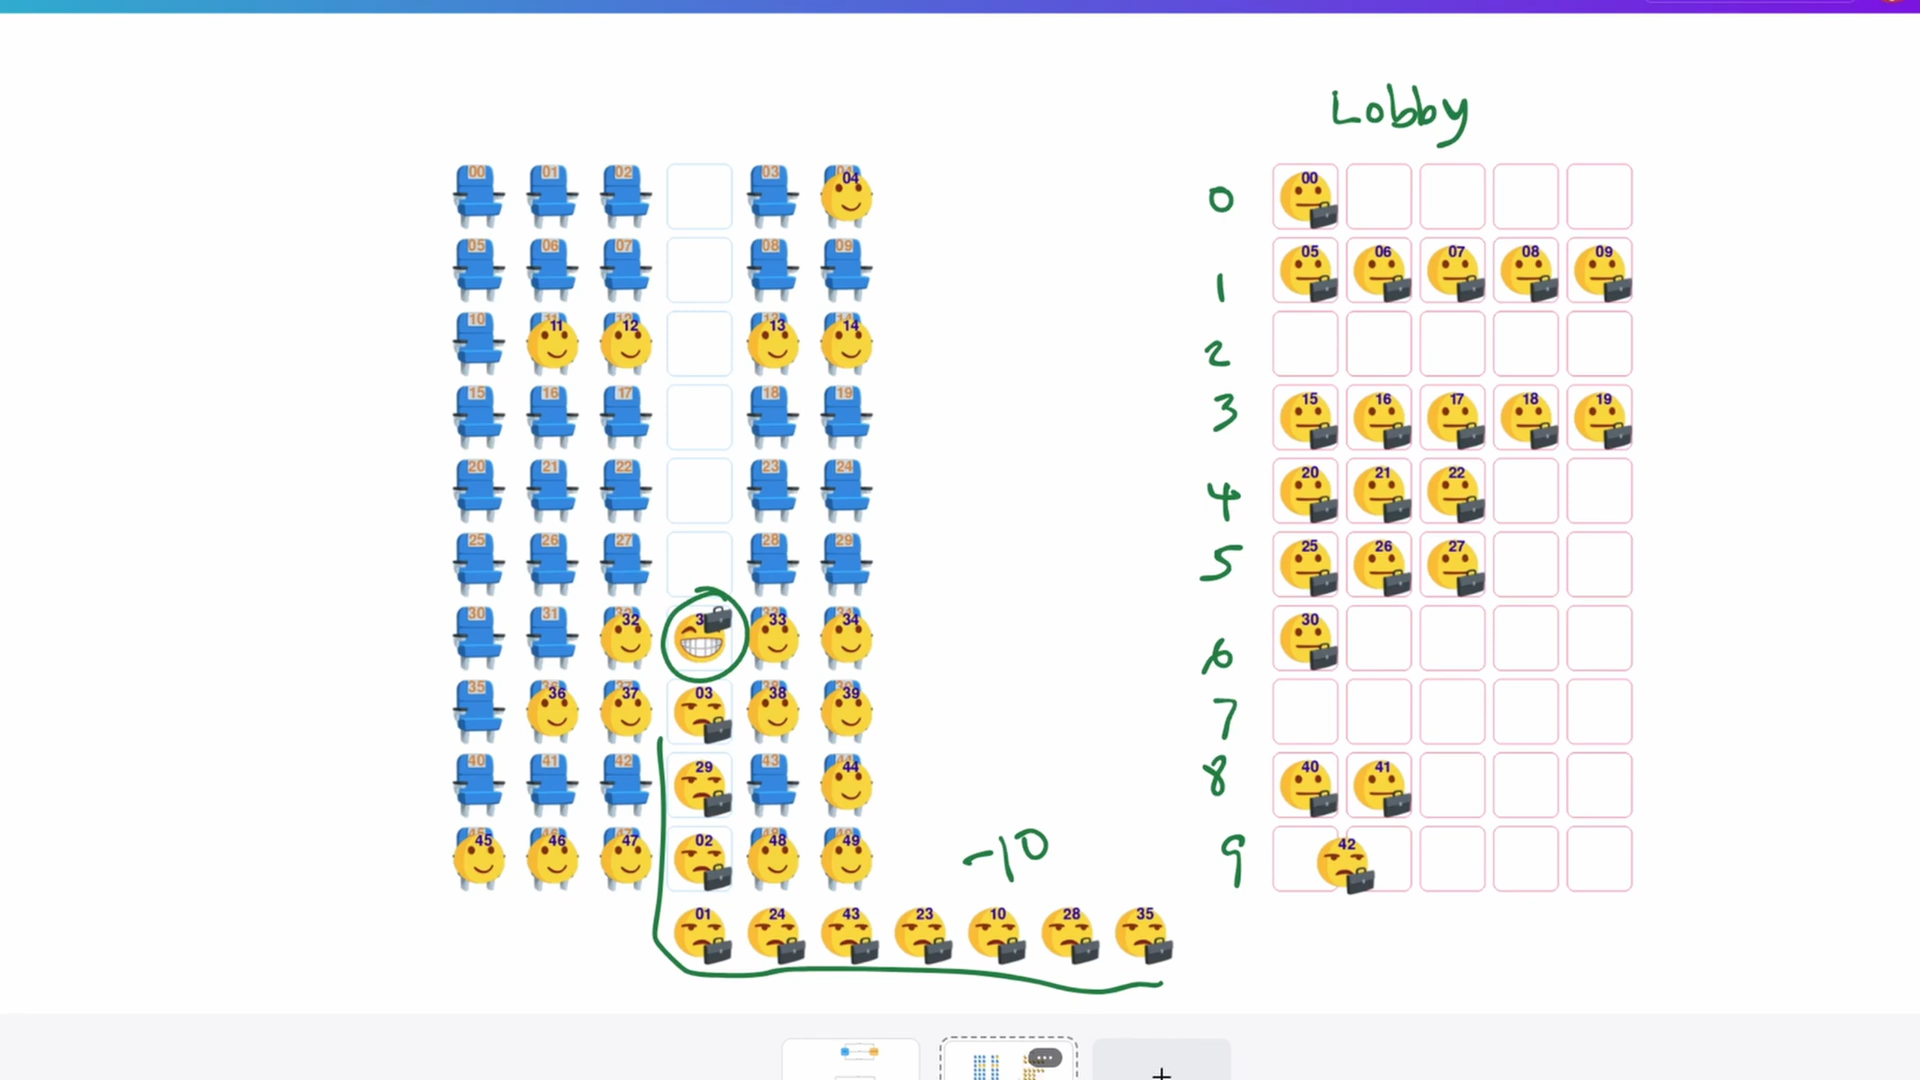 Lobby
00 01 02 03 04 0 00
05 06 07 08 09 1 05 06 07 08 09
10 11 12 13 14 2
15 16 17 18 19 3 15 16 17 18 19
20 21 22 23 24 4 20 21 22
25 26 27 28 29 5 25 26 27
30 31 32 3 33 34 6 30
35 36 37 03 38 39 7
40 41 42 29 43 44 8 40 41
45 46 47 02 48 49 -10 9 42
01 24 43 23 10 28 35